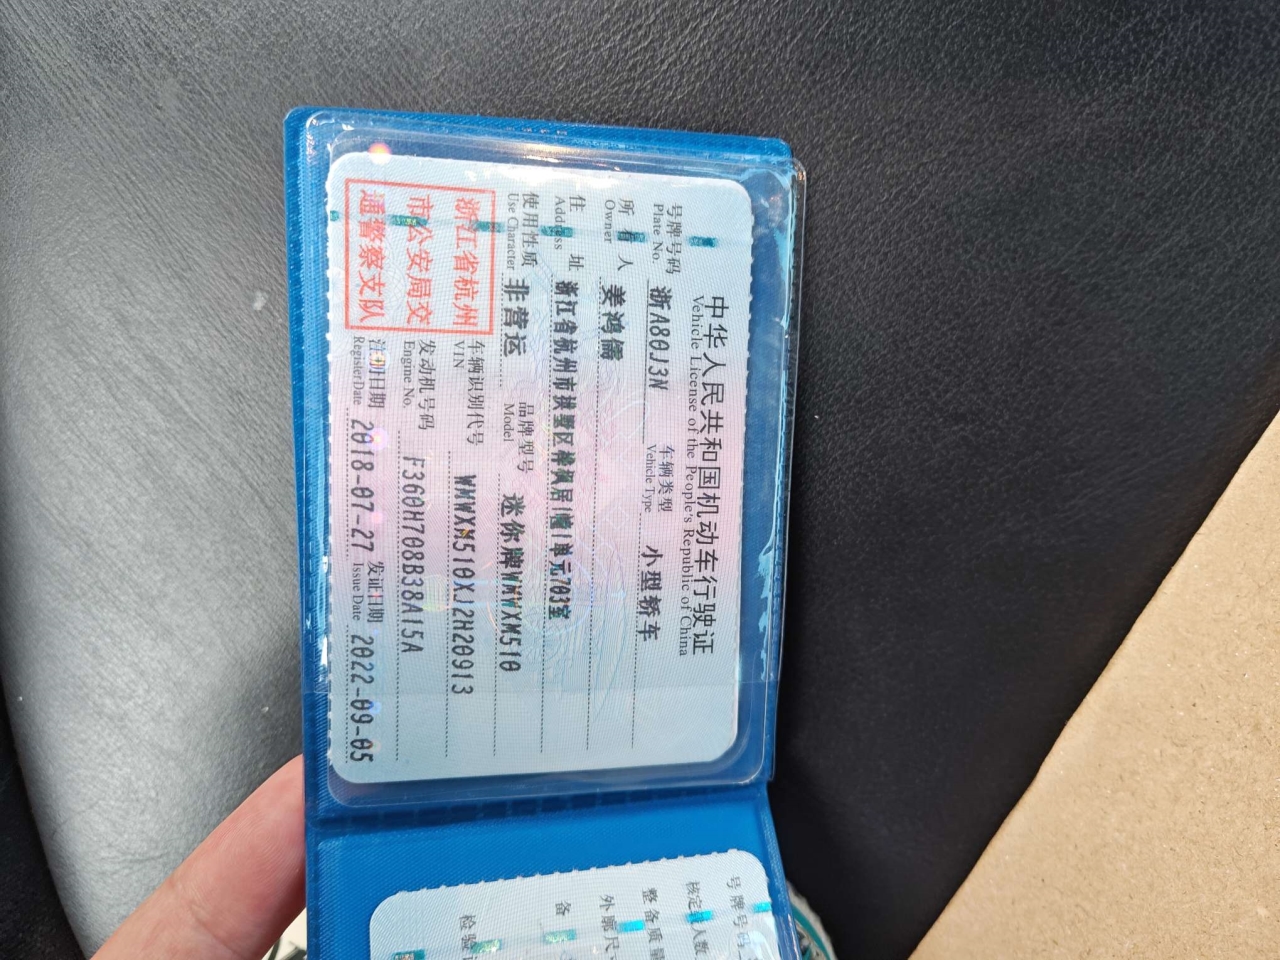 中华人民共和国机动车行驶证
Vehicle License of the People's Republic of China
号牌号码 浙A80J3N 车辆类型 小型轿车
Plate No. Vehicle Type
所有人 姜鸿儒
Owner
住址 浙江省杭州市拱墅区 居 1单元703室
Address
使用性质 非营运 品牌型号 迷你牌WMWXM510
Use Character Model
浙江省杭州
市公安局交
通警察支队
车辆识别代号 WMWXM510XJ2H20913
VIN
发动机号码 F360H708B38A15A
Engine No.
注册日期 2018-07-27 发证日期 2022-09-05
Register Date Issue Date
号牌号
核定载人数
整备质量
外廓尺
备
检验